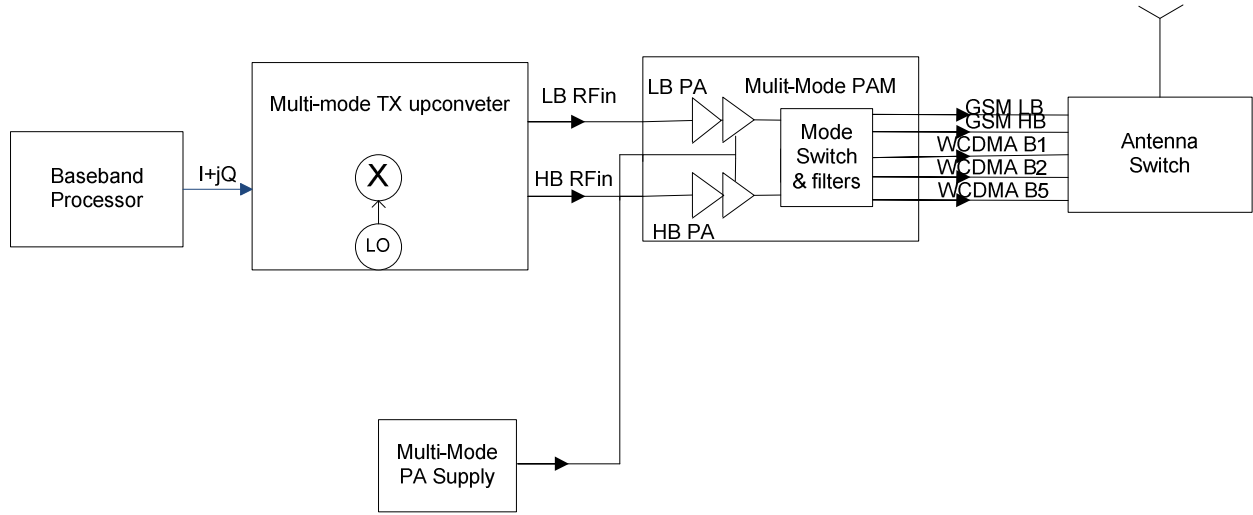 Baseband
Processor
I+jQ
Multi-mode TX upconveter
X
LO
LB RFin
HB RFin
LB PA
Mulit-Mode PAM
HB PA
Mode
Switch
& filters
GSM LB
GSM HB
WCDMA B1
WCDMA B2
WCDMA B5
Antenna
Switch
Multi-Mode
PA Supply